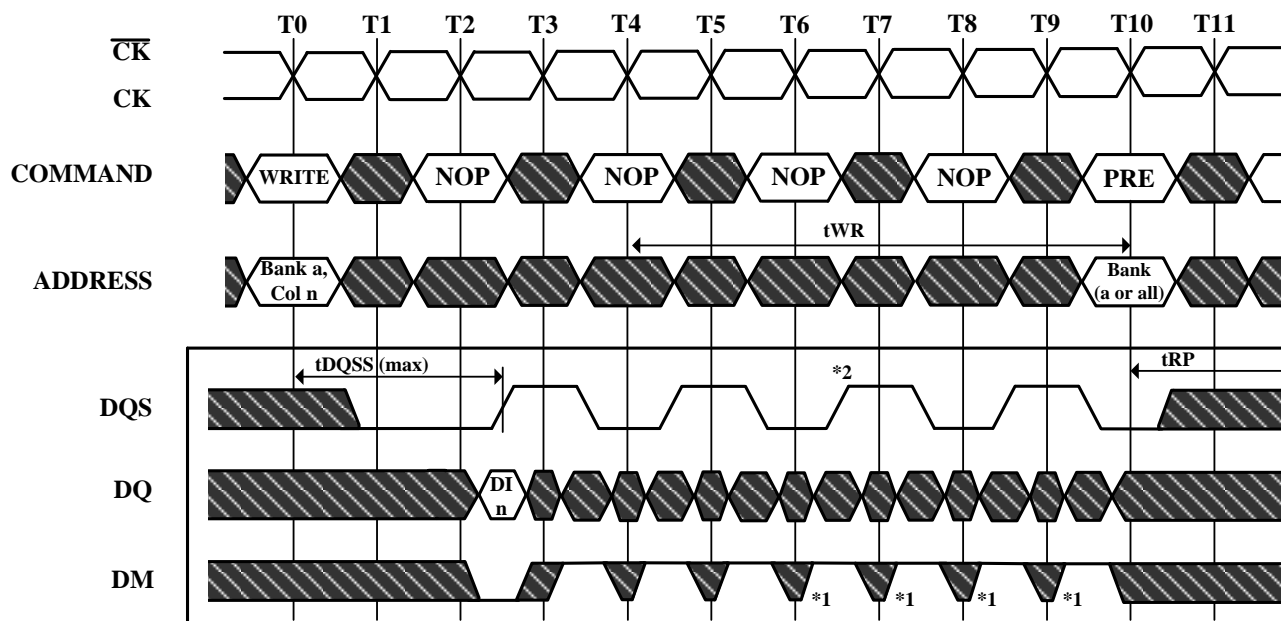 T0 T1 T2 T3 T4 T5 T6 T7 T8 T9 T10 T11
CK
CK
COMMAND WRITE NOP NOP NOP NOP PRE
tWR
ADDRESS Bank a, Col n Bank (a or all)
tDQSS (max) *2 tRP
DQS
DQ DI n
DM *1 *1 *1 *1